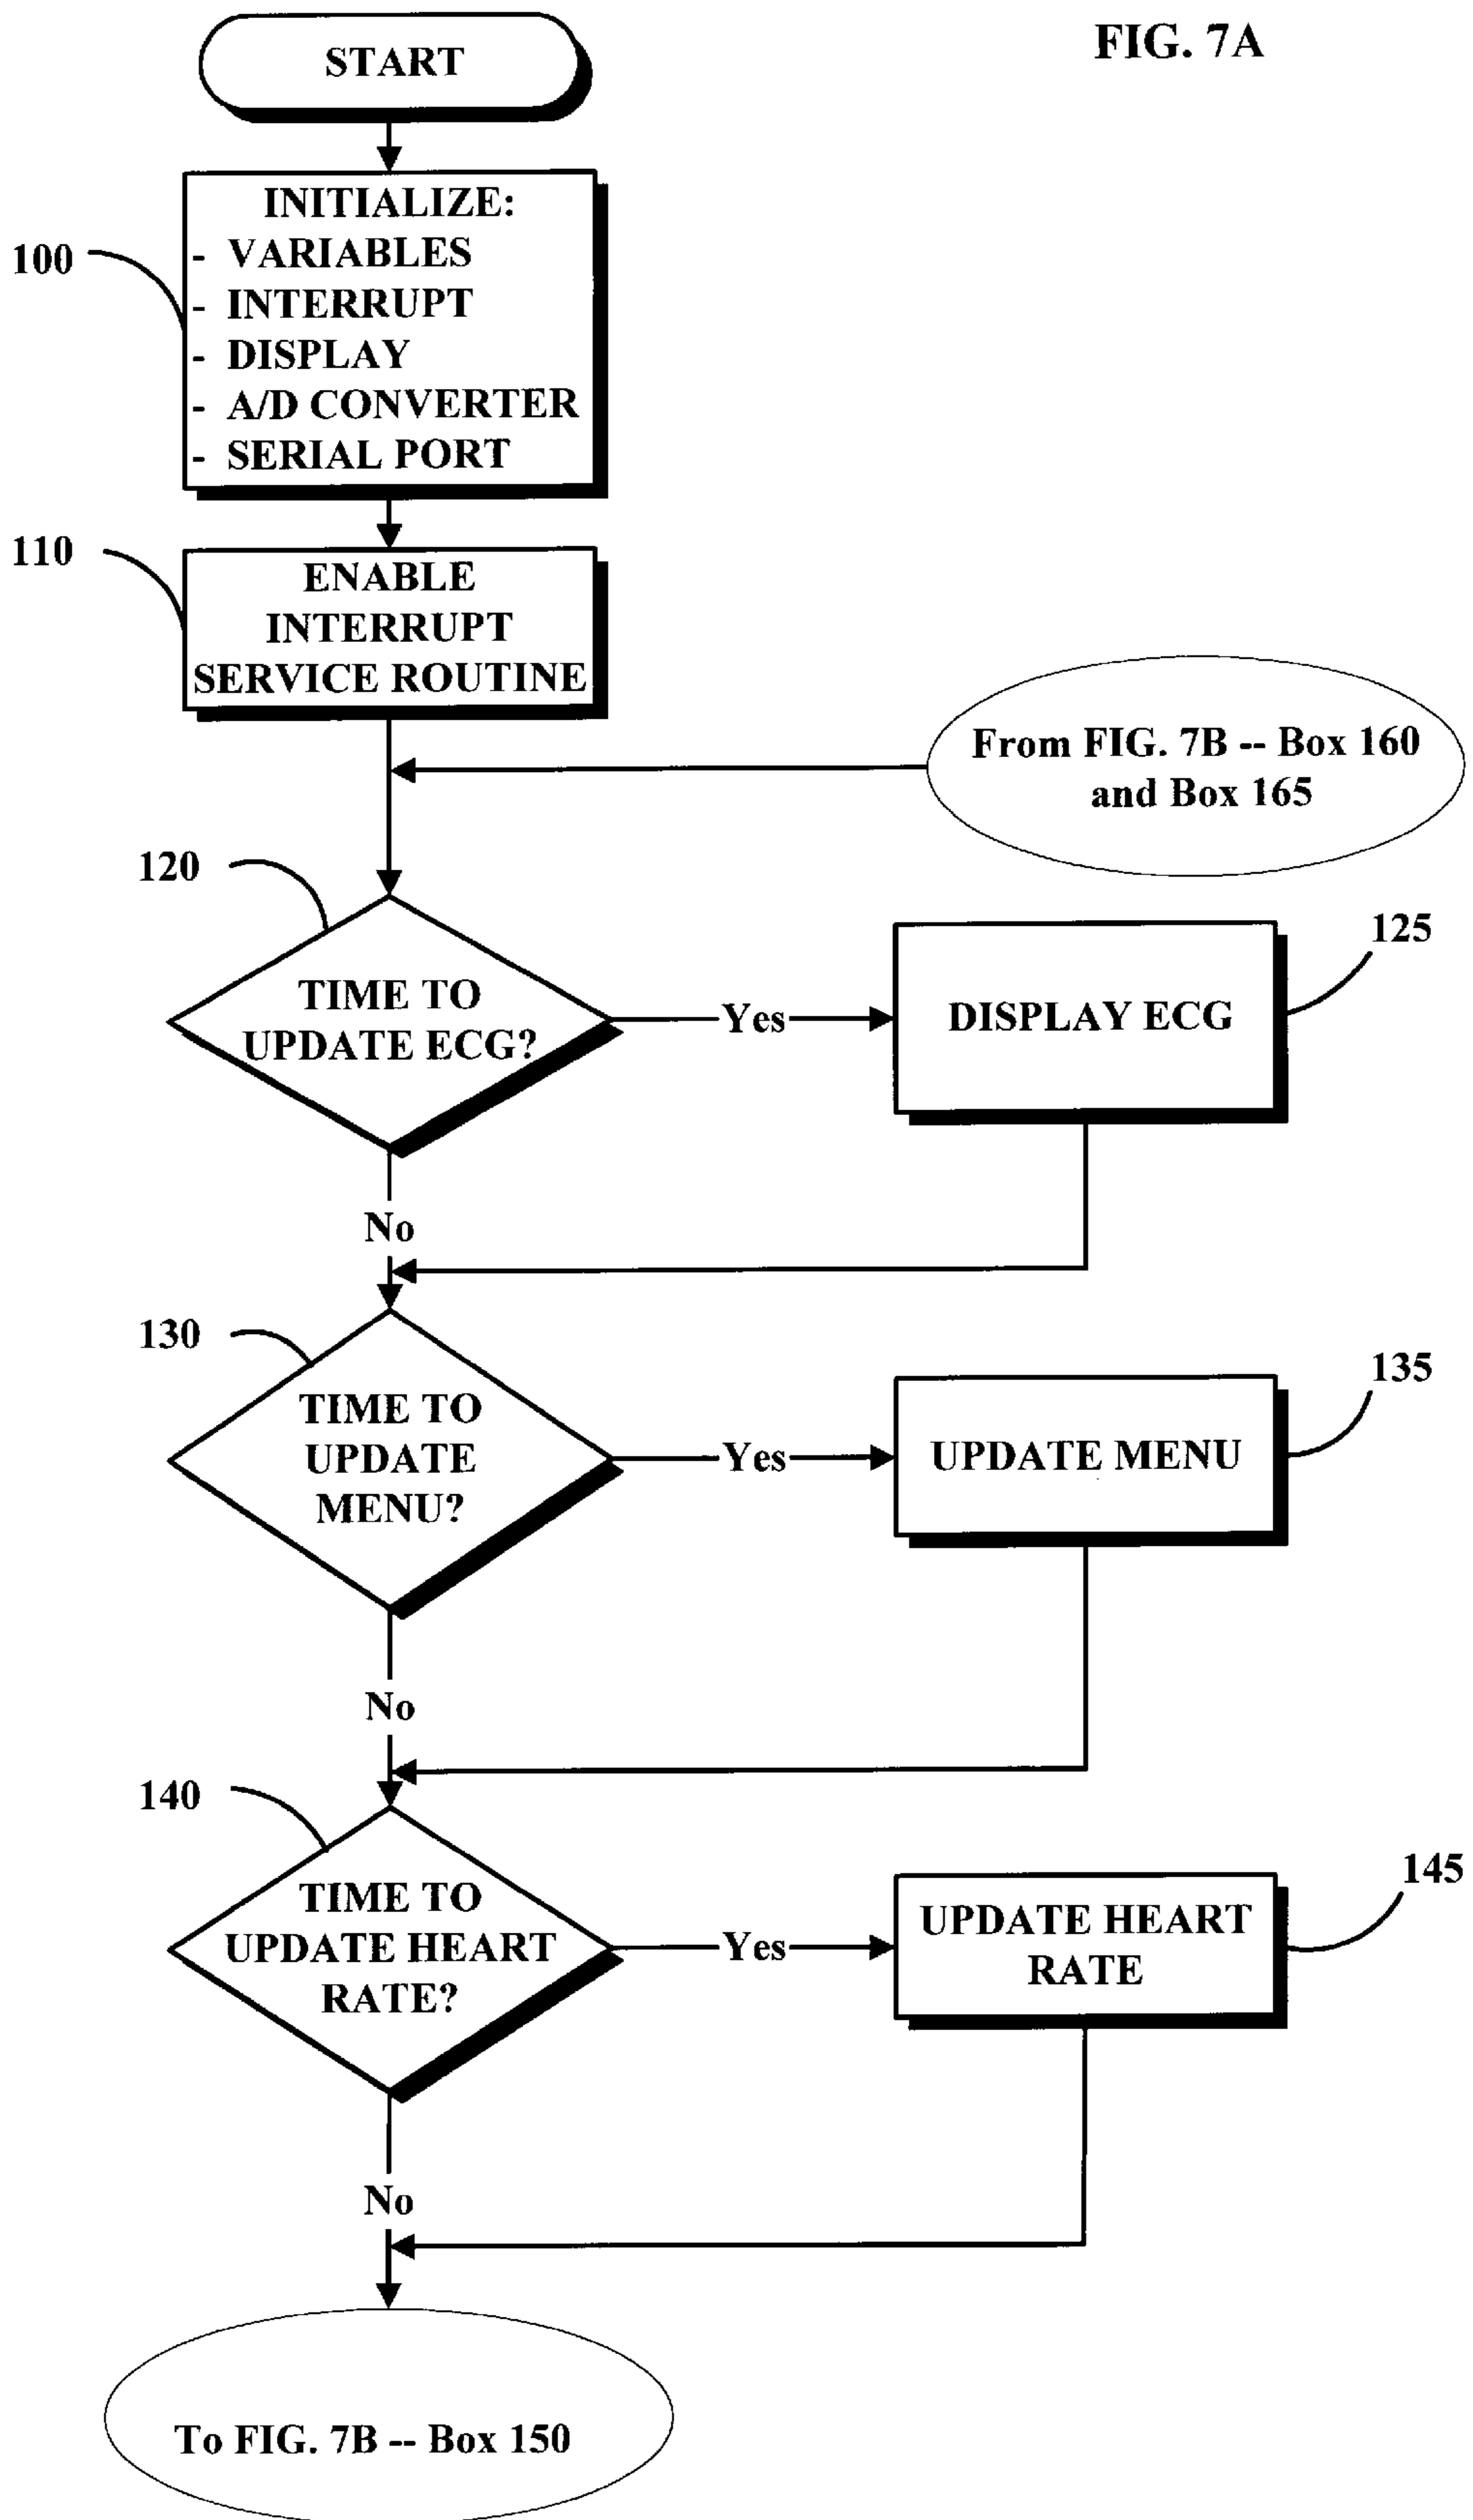 FIG. 7A
START
100
INITIALIZE:
- VARIABLES
- INTERRUPT
- DISPLAY
- A/D CONVERTER
- SERIAL PORT
110
ENABLE
INTERRUPT
SERVICE ROUTINE
From FIG. 7B -- Box 160
and Box 165
120
TIME TO
UPDATE ECG?
Yes
DISPLAY ECG
125
No
130
TIME TO
UPDATE
MENU?
Yes
UPDATE MENU
135
No
140
TIME TO
UPDATE HEART
RATE?
Yes
UPDATE HEART
RATE
145
No
To FIG. 7B -- Box 150